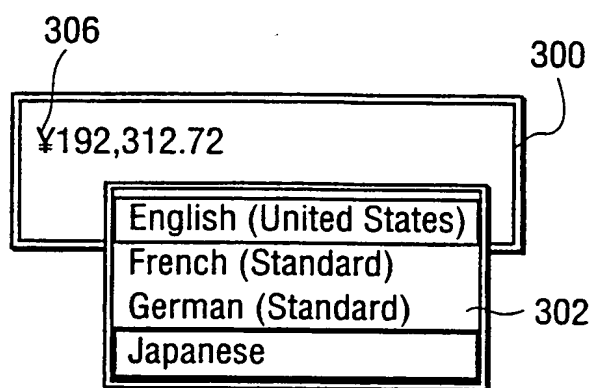 306
300
¥192,312.72
English (United States)
French (Standard)
German (Standard)
302
Japanese